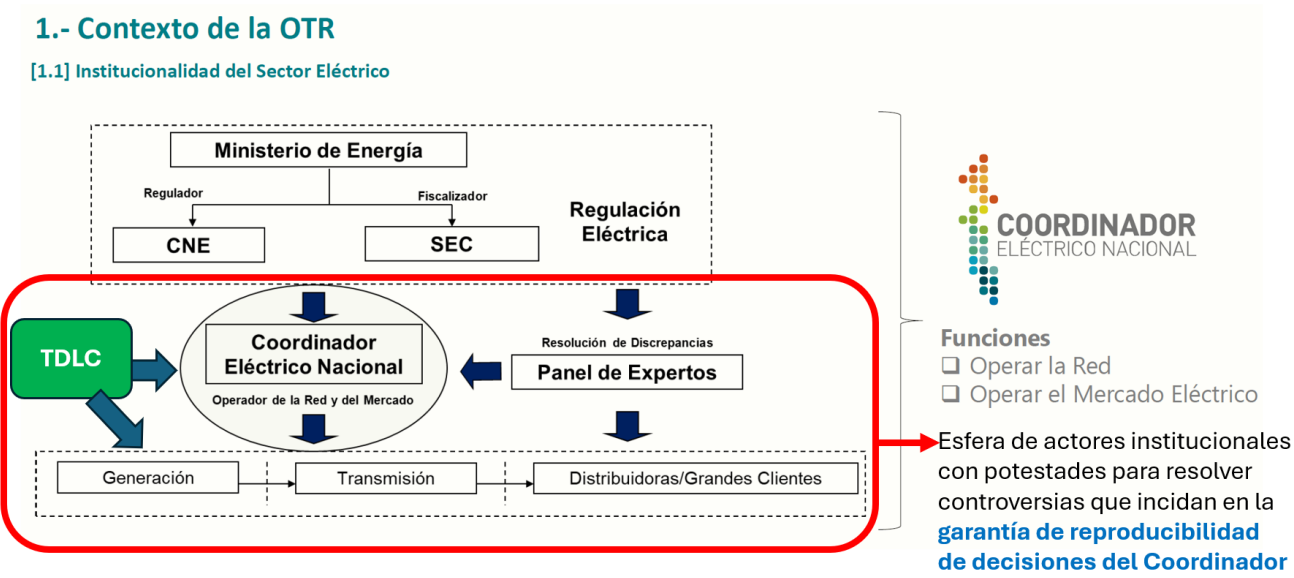 1.- Contexto de la OTR
[1.1] Institucionalidad del Sector Eléctrico
Ministerio de Energía
Regulador
Fiscalizador
CNE
SEC
Regulación
Eléctrica
TDLC
Coordinador
Eléctrico Nacional
Operador de la Red y del Mercado
Resolución de Discrepancias
Panel de Expertos
Generación
Transmisión
Distribuidoras/Grandes Clientes
COORDINADOR
ELÉCTRICO NACIONAL
Funciones
Operar la Red
Operar el Mercado Eléctrico
Esfera de actores institucionales
con potestades para resolver
controversias que incidan en la
garantía de reproducibilidad
de decisiones del Coordinador